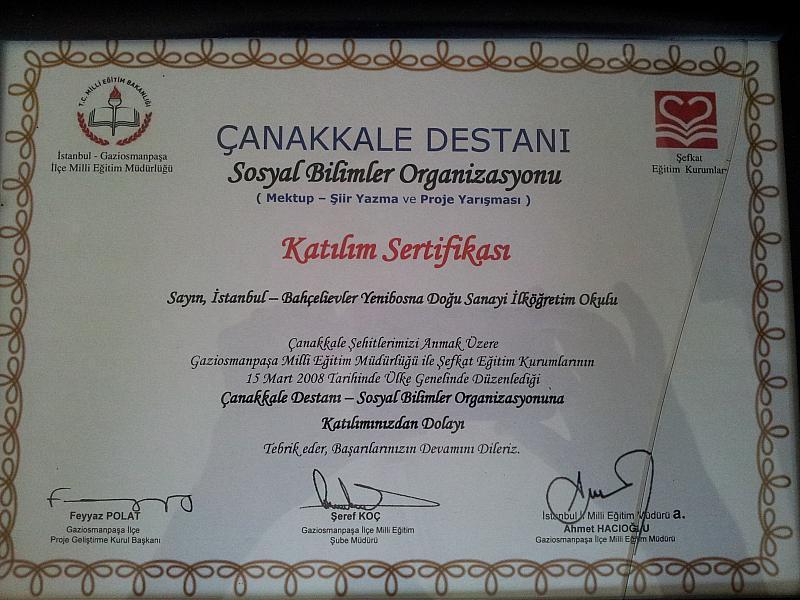 T.C. MİLLİ EĞİTİM BAKANLIĞI
İstanbul - Gaziosmanpaşa
İlçe Milli Eğitim Müdürlüğü
Şefkat
Eğitim Kurumları
ÇANAKKALE DESTANI
Sosyal Bilimler Organizasyonu
( Mektup – Şiir Yazma ve Proje Yarışması )
Katılım Sertifikası
Sayın, İstanbul – Bahçelievler Yenibosna Doğu Sanayi İlköğretim Okulu
Çanakkale Şehitlerimizi Anmak Üzere
Gaziosmanpaşa Milli Eğitim Müdürlüğü ile Şefkat Eğitim Kurumlarının
15 Mart 2008 Tarihinde Ülke Genelinde Düzenlediği
Çanakkale Destanı – Sosyal Bilimler Organizasyonuna
Katılımınızdan Dolayı
Tebrik eder, Başarılarınızın Devamını Dileriz.
Feyyaz POLAT
Gaziosmanpaşa İlçe
Proje Geliştirme Kurul Başkanı
Şeref KOÇ
Gaziosmanpaşa İlçe Milli Eğitim
Şube Müdürü
İstanbul İl Milli Eğitim Müdürü a.
Ahmet HACIOĞLU
Gaziosmanpaşa İlçe Milli Eğitim Müdürü